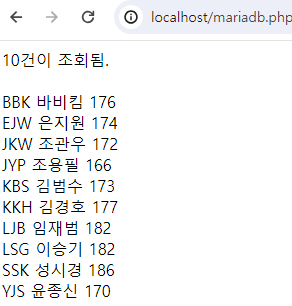 localhost/mariadb.php
10건이 조회됨.
BBK 바비킴 176
EJW 은지원 174
JKW 조관우 172
JYP 조용필 166
KBS 김범수 173
KKH 김경호 177
LJB 임재범 182
LSG 이승기 182
SSK 성시경 186
YJS 윤종신 170